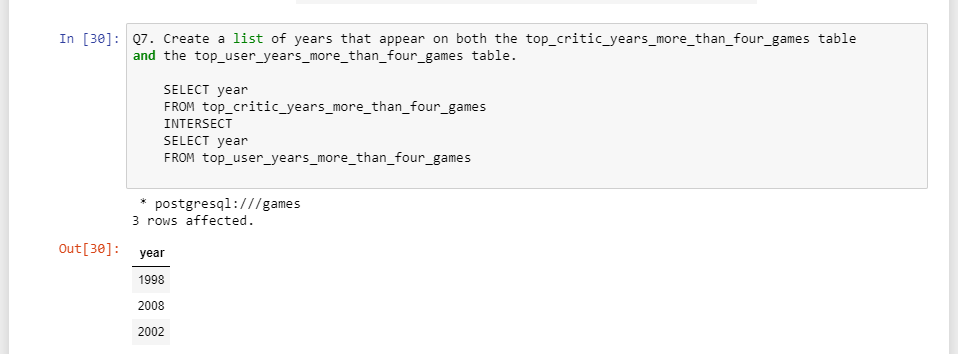 In [30]: Q7. Create a list of years that appear on both the top_critic_years_more_than_four_games table
and the top_user_years_more_than_four_games table.
SELECT year
FROM top_critic_years_more_than_four_games
INTERSECT
SELECT year
FROM top_user_years_more_than_four_games
* postgresql:///games
3 rows affected.
Out[30]: year
1998
2008
2002